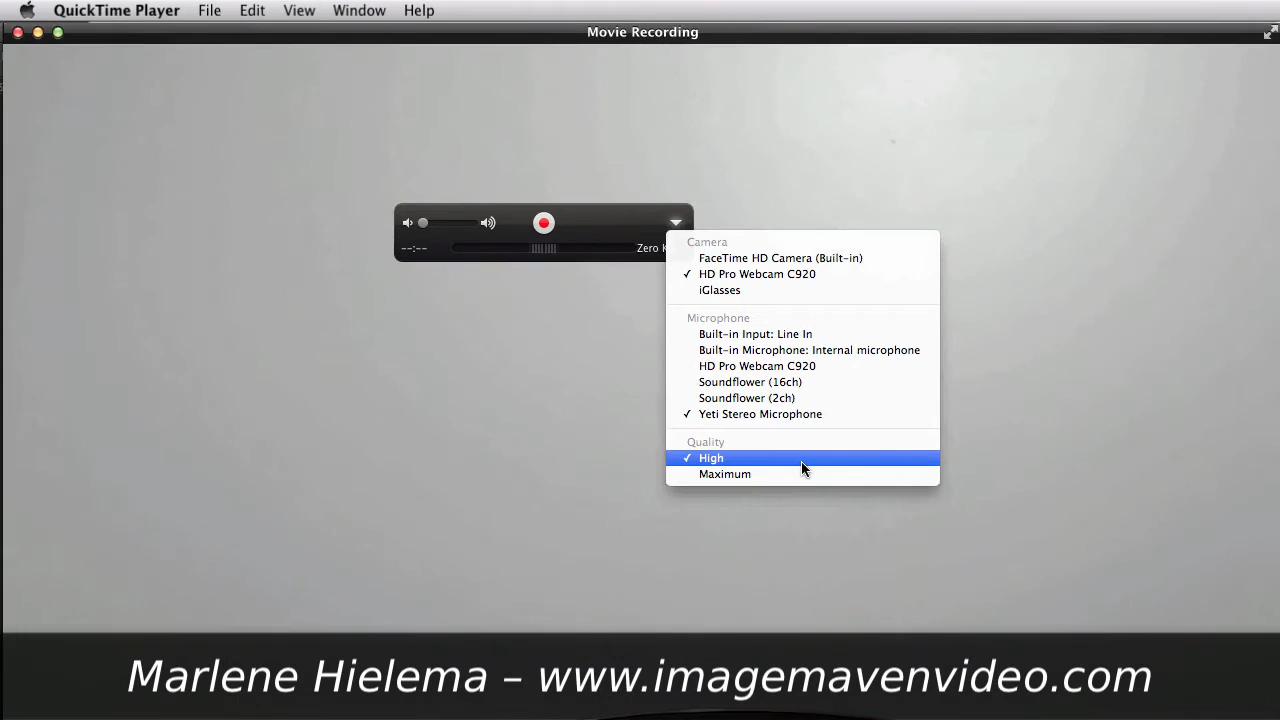 QuickTime Player File Edit View Window Help
Movie Recording
--:--
Zero K
Camera
FaceTime HD Camera (Built-in)
✓ HD Pro Webcam C920
iGlasses
Microphone
Built-in Input: Line In
Built-in Microphone: Internal microphone
HD Pro Webcam C920
Soundflower (16ch)
Soundflower (2ch)
✓ Yeti Stereo Microphone
Quality
✓ High
Maximum
Marlene Hielema – www.imagemavenvideo.com